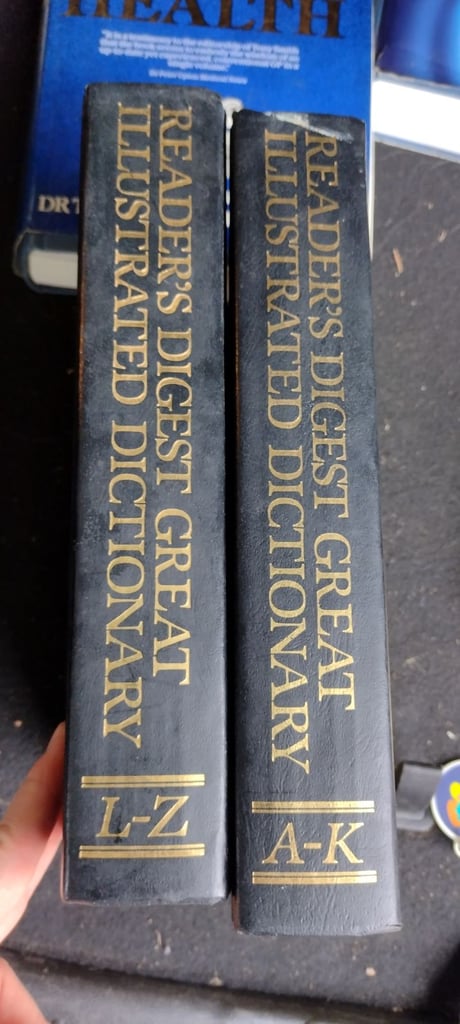 HEALTH
DR
READER'S DIGEST GREAT
ILLUSTRATED DICTIONARY
L-Z
READER'S DIGEST GREAT
ILLUSTRATED DICTIONARY
A-K